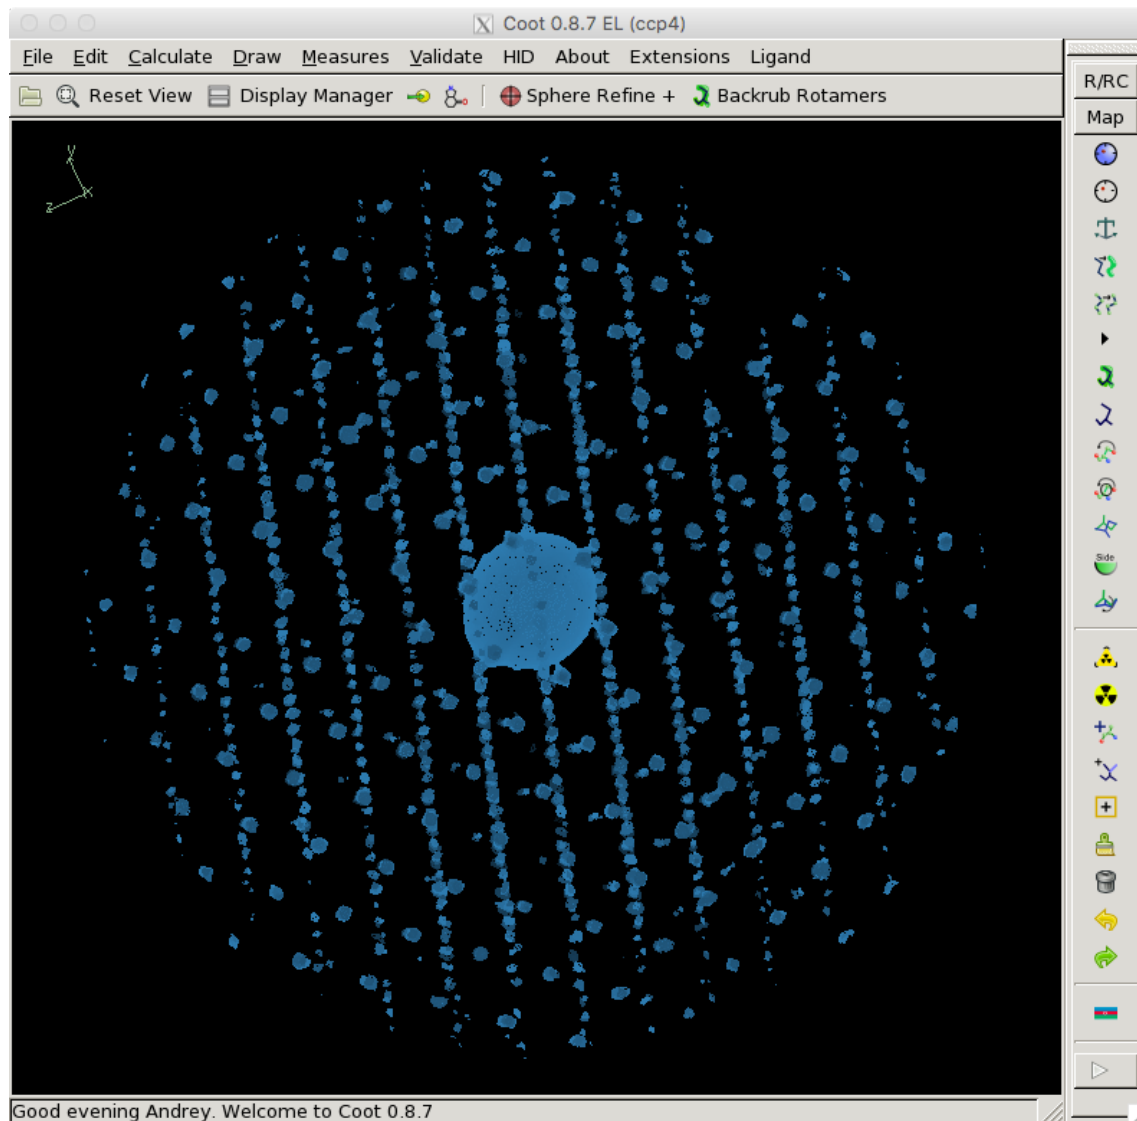 Coot 0.8.7 EL (ccp4)
File Edit Calculate Draw Measures Validate HID About Extensions Ligand
Reset View Display Manager Sphere Refine + Backrub Rotamers
R/RC
Map
y
x
z
Side
Good evening Andrey. Welcome to Coot 0.8.7